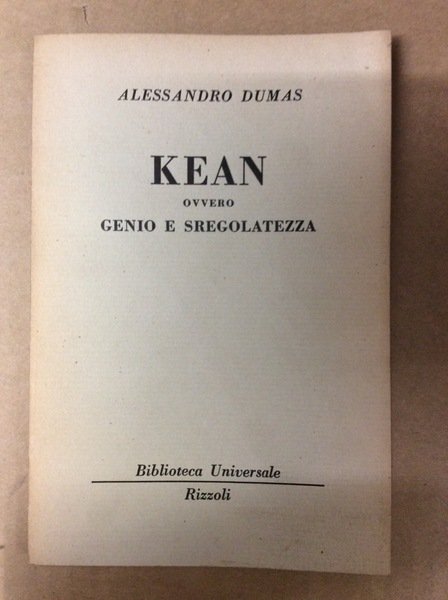 ALESSANDRO DUMAS
KEAN
OVVERO
GENIO E SREGOLATEZZA
Biblioteca Universale
Rizzoli